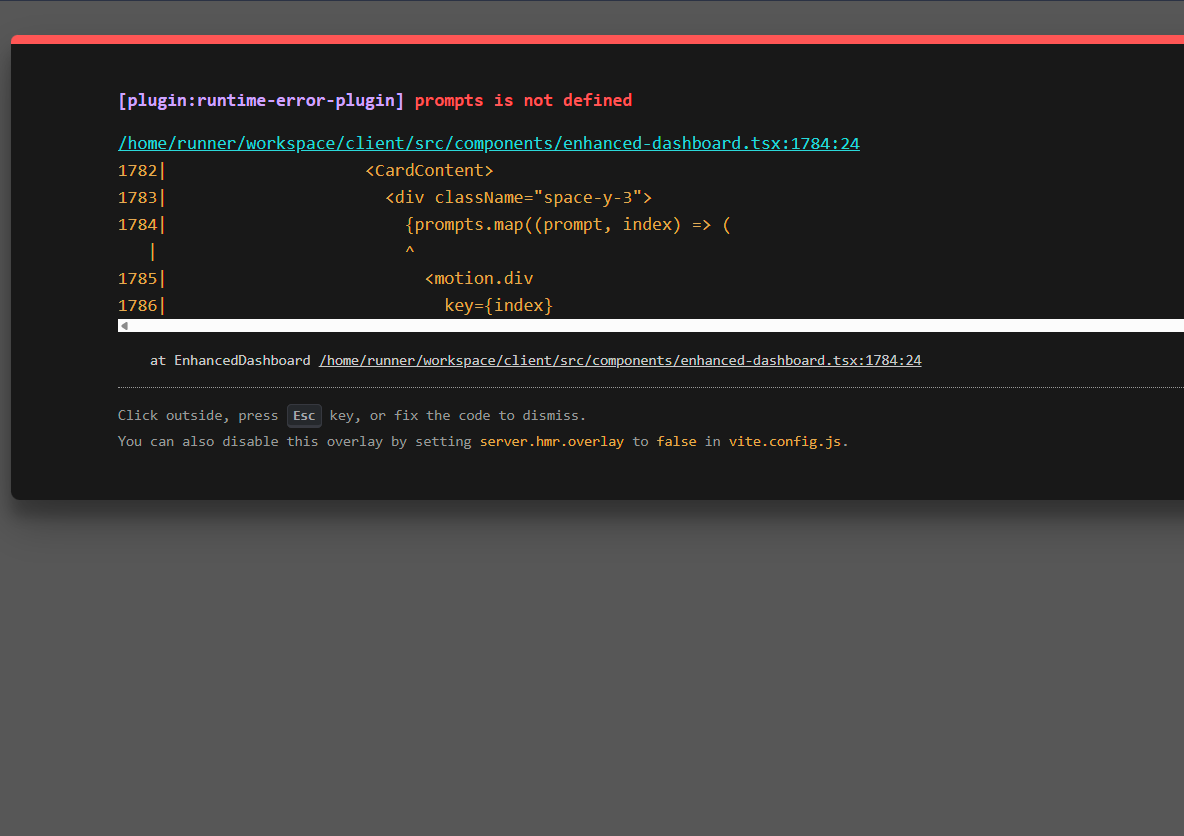 [plugin:runtime-error-plugin] prompts is not defined
/home/runner/workspace/client/src/components/enhanced-dashboard.tsx:1784:24
1782|                    <CardContent>
1783|                      <div className="space-y-3">
1784|                        {prompts.map((prompt, index) => (
   |                        ^
1785|                          <motion.div
1786|                            key={index}
at EnhancedDashboard /home/runner/workspace/client/src/components/enhanced-dashboard.tsx:1784:24
Click outside, press Esc key, or fix the code to dismiss.
You can also disable this overlay by setting server.hmr.overlay to false in vite.config.js.